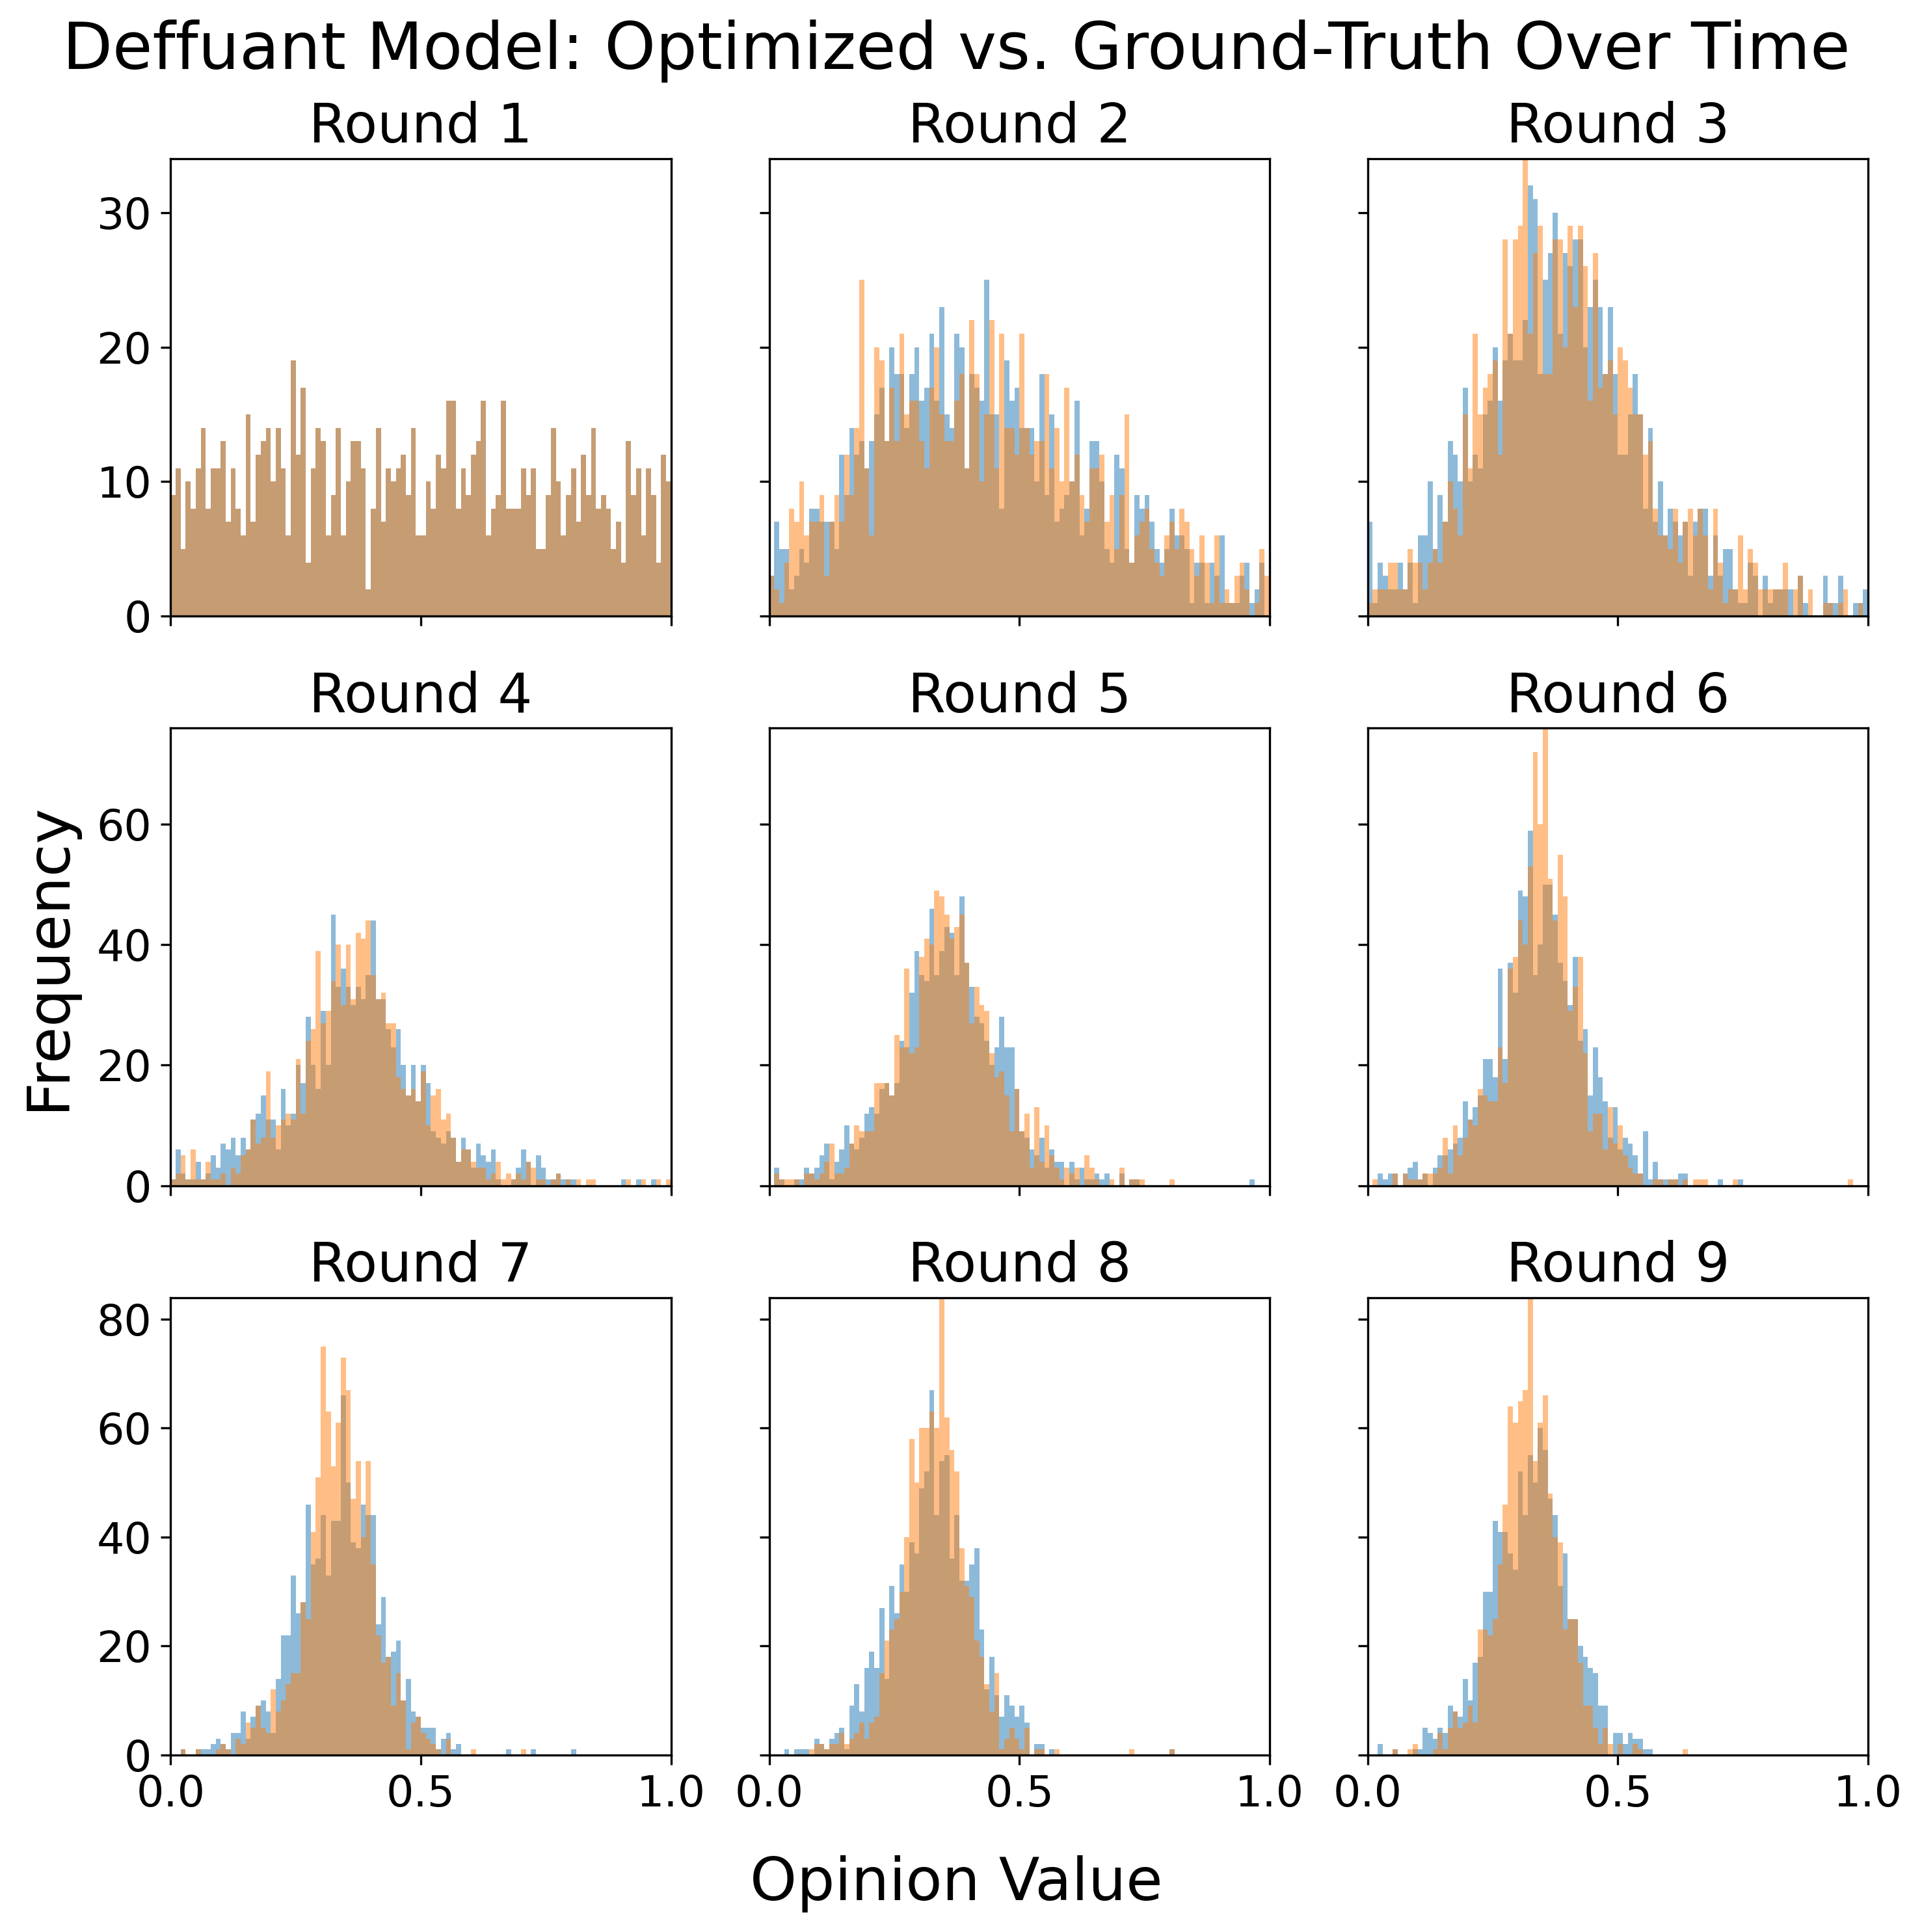 Deffuant Model: Optimized vs. Ground-Truth Over Time
Round 1
Round 2
Round 3
30
20
10
0
Round 4
Round 5
Round 6
60
40
20
0
Frequency
Round 7
Round 8
Round 9
80
60
40
20
0
0.0 0.5 1.0 0.0 0.5 1.0 0.0 0.5 1.0
Opinion Value